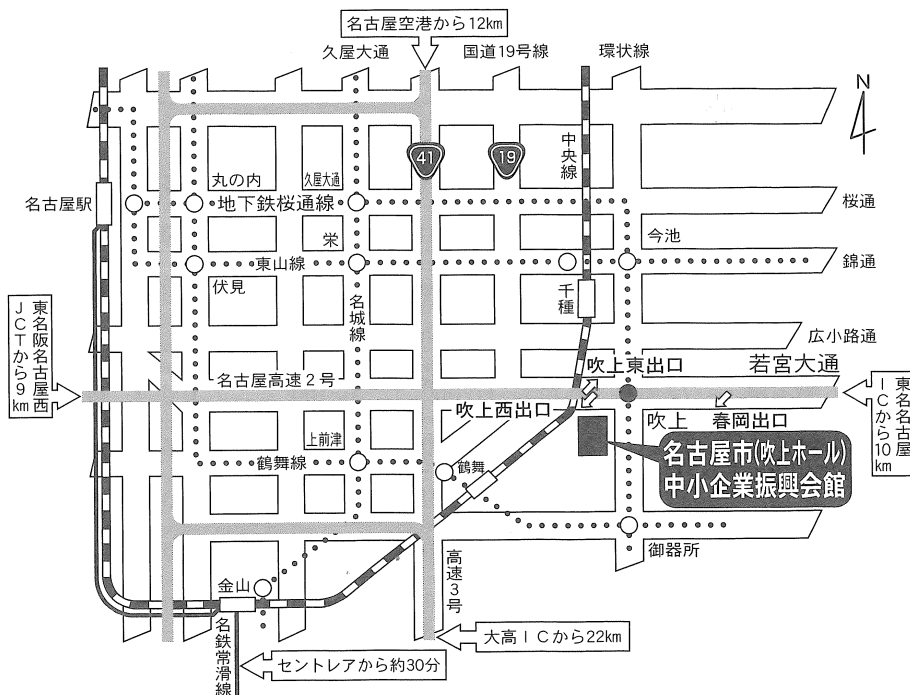 名古屋空港から12km
久屋大通
国道19号線
環状線
N
41
19
中央線
丸の内
久屋大通
名古屋駅
地下鉄桜通線
桜通
栄
今池
東山線
錦通
伏見
千種
名城線
東名阪名古屋西
JCTから9km
広小路通
吹上東出口
若宮大通
名古屋高速2号
東名名古屋
ICから10km
吹上西出口
吹上
春岡出口
上前津
名古屋市(吹上ホール)
中小企業振興会館
鶴舞線
鶴舞
御器所
高速3号
金山
大高ICから22km
名鉄常滑線
セントレアから約30分